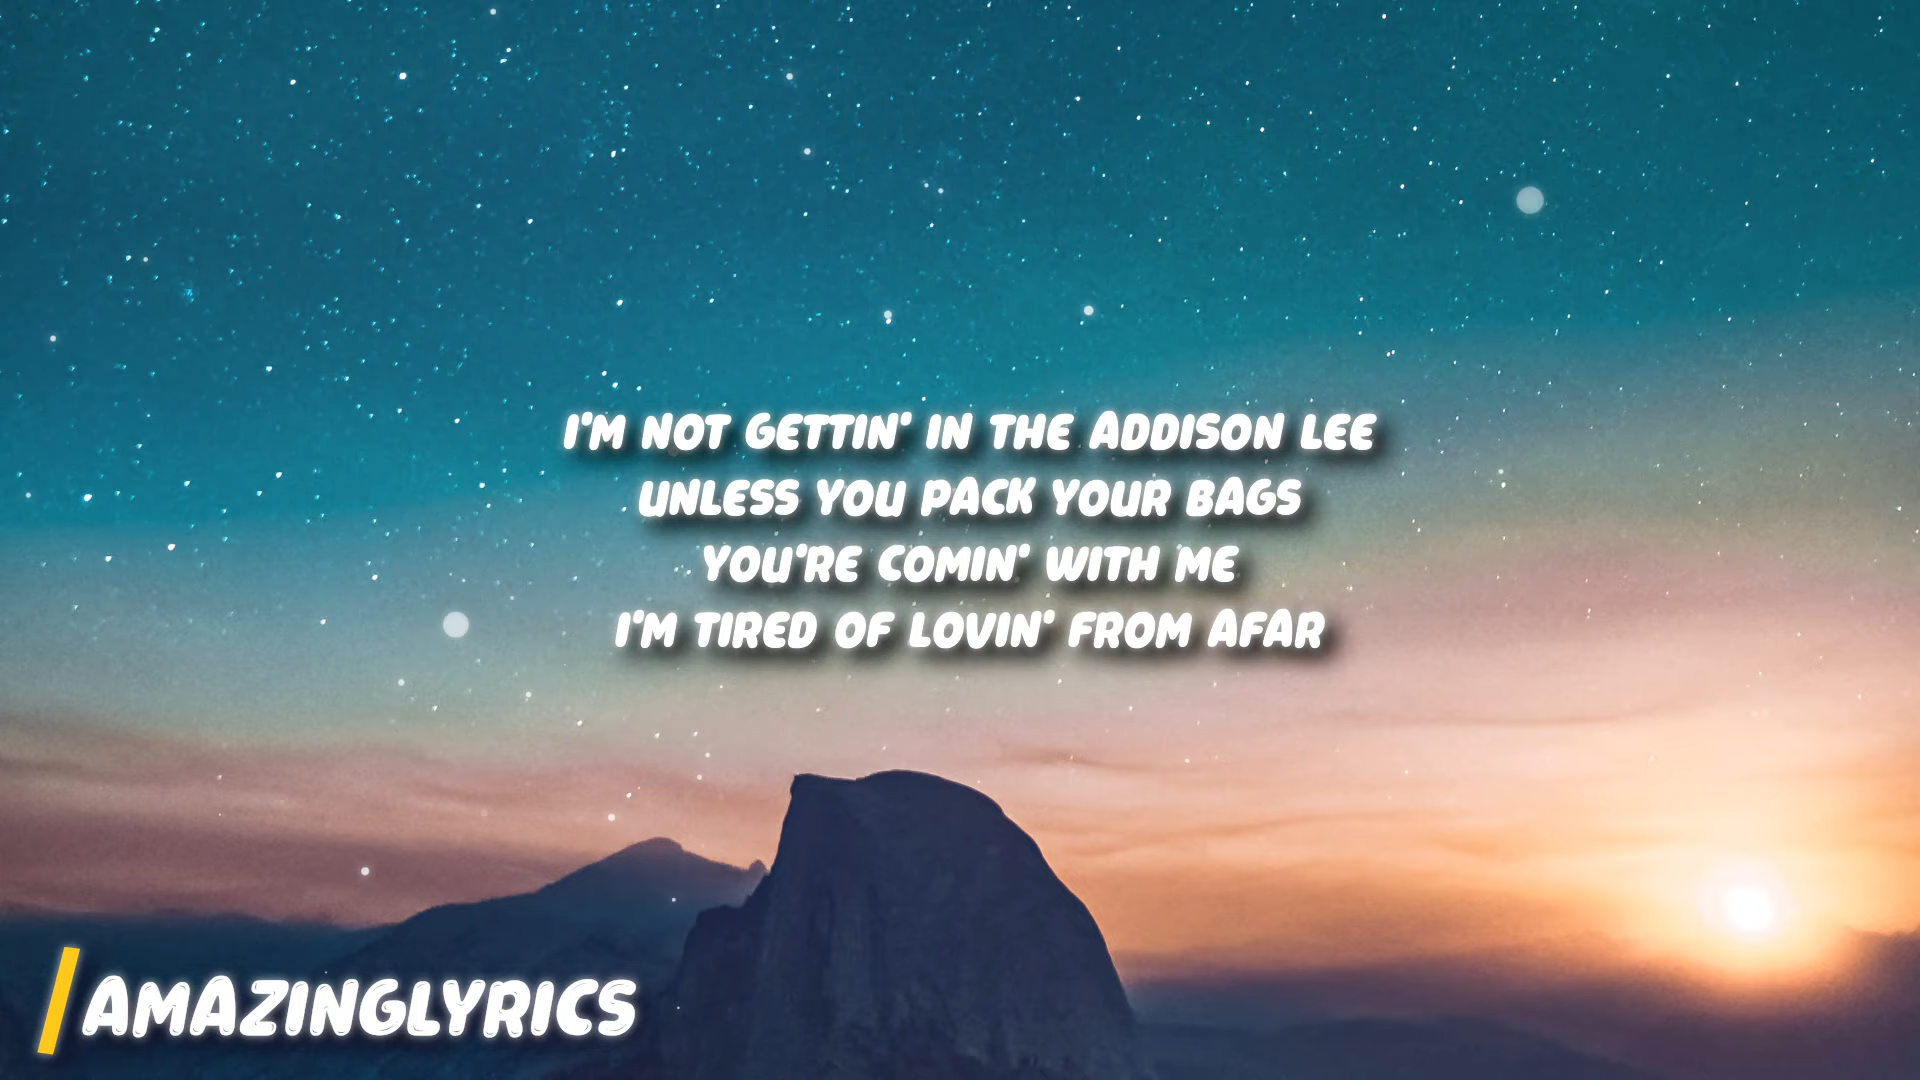 I'M NOT GETTIN' IN THE ADDISON LEE
UNLESS YOU PACK YOUR BAGS
YOU'RE COMIN' WITH ME
I'M TIRED OF LOVIN' FROM AFAR
AMAZINGLYRICS